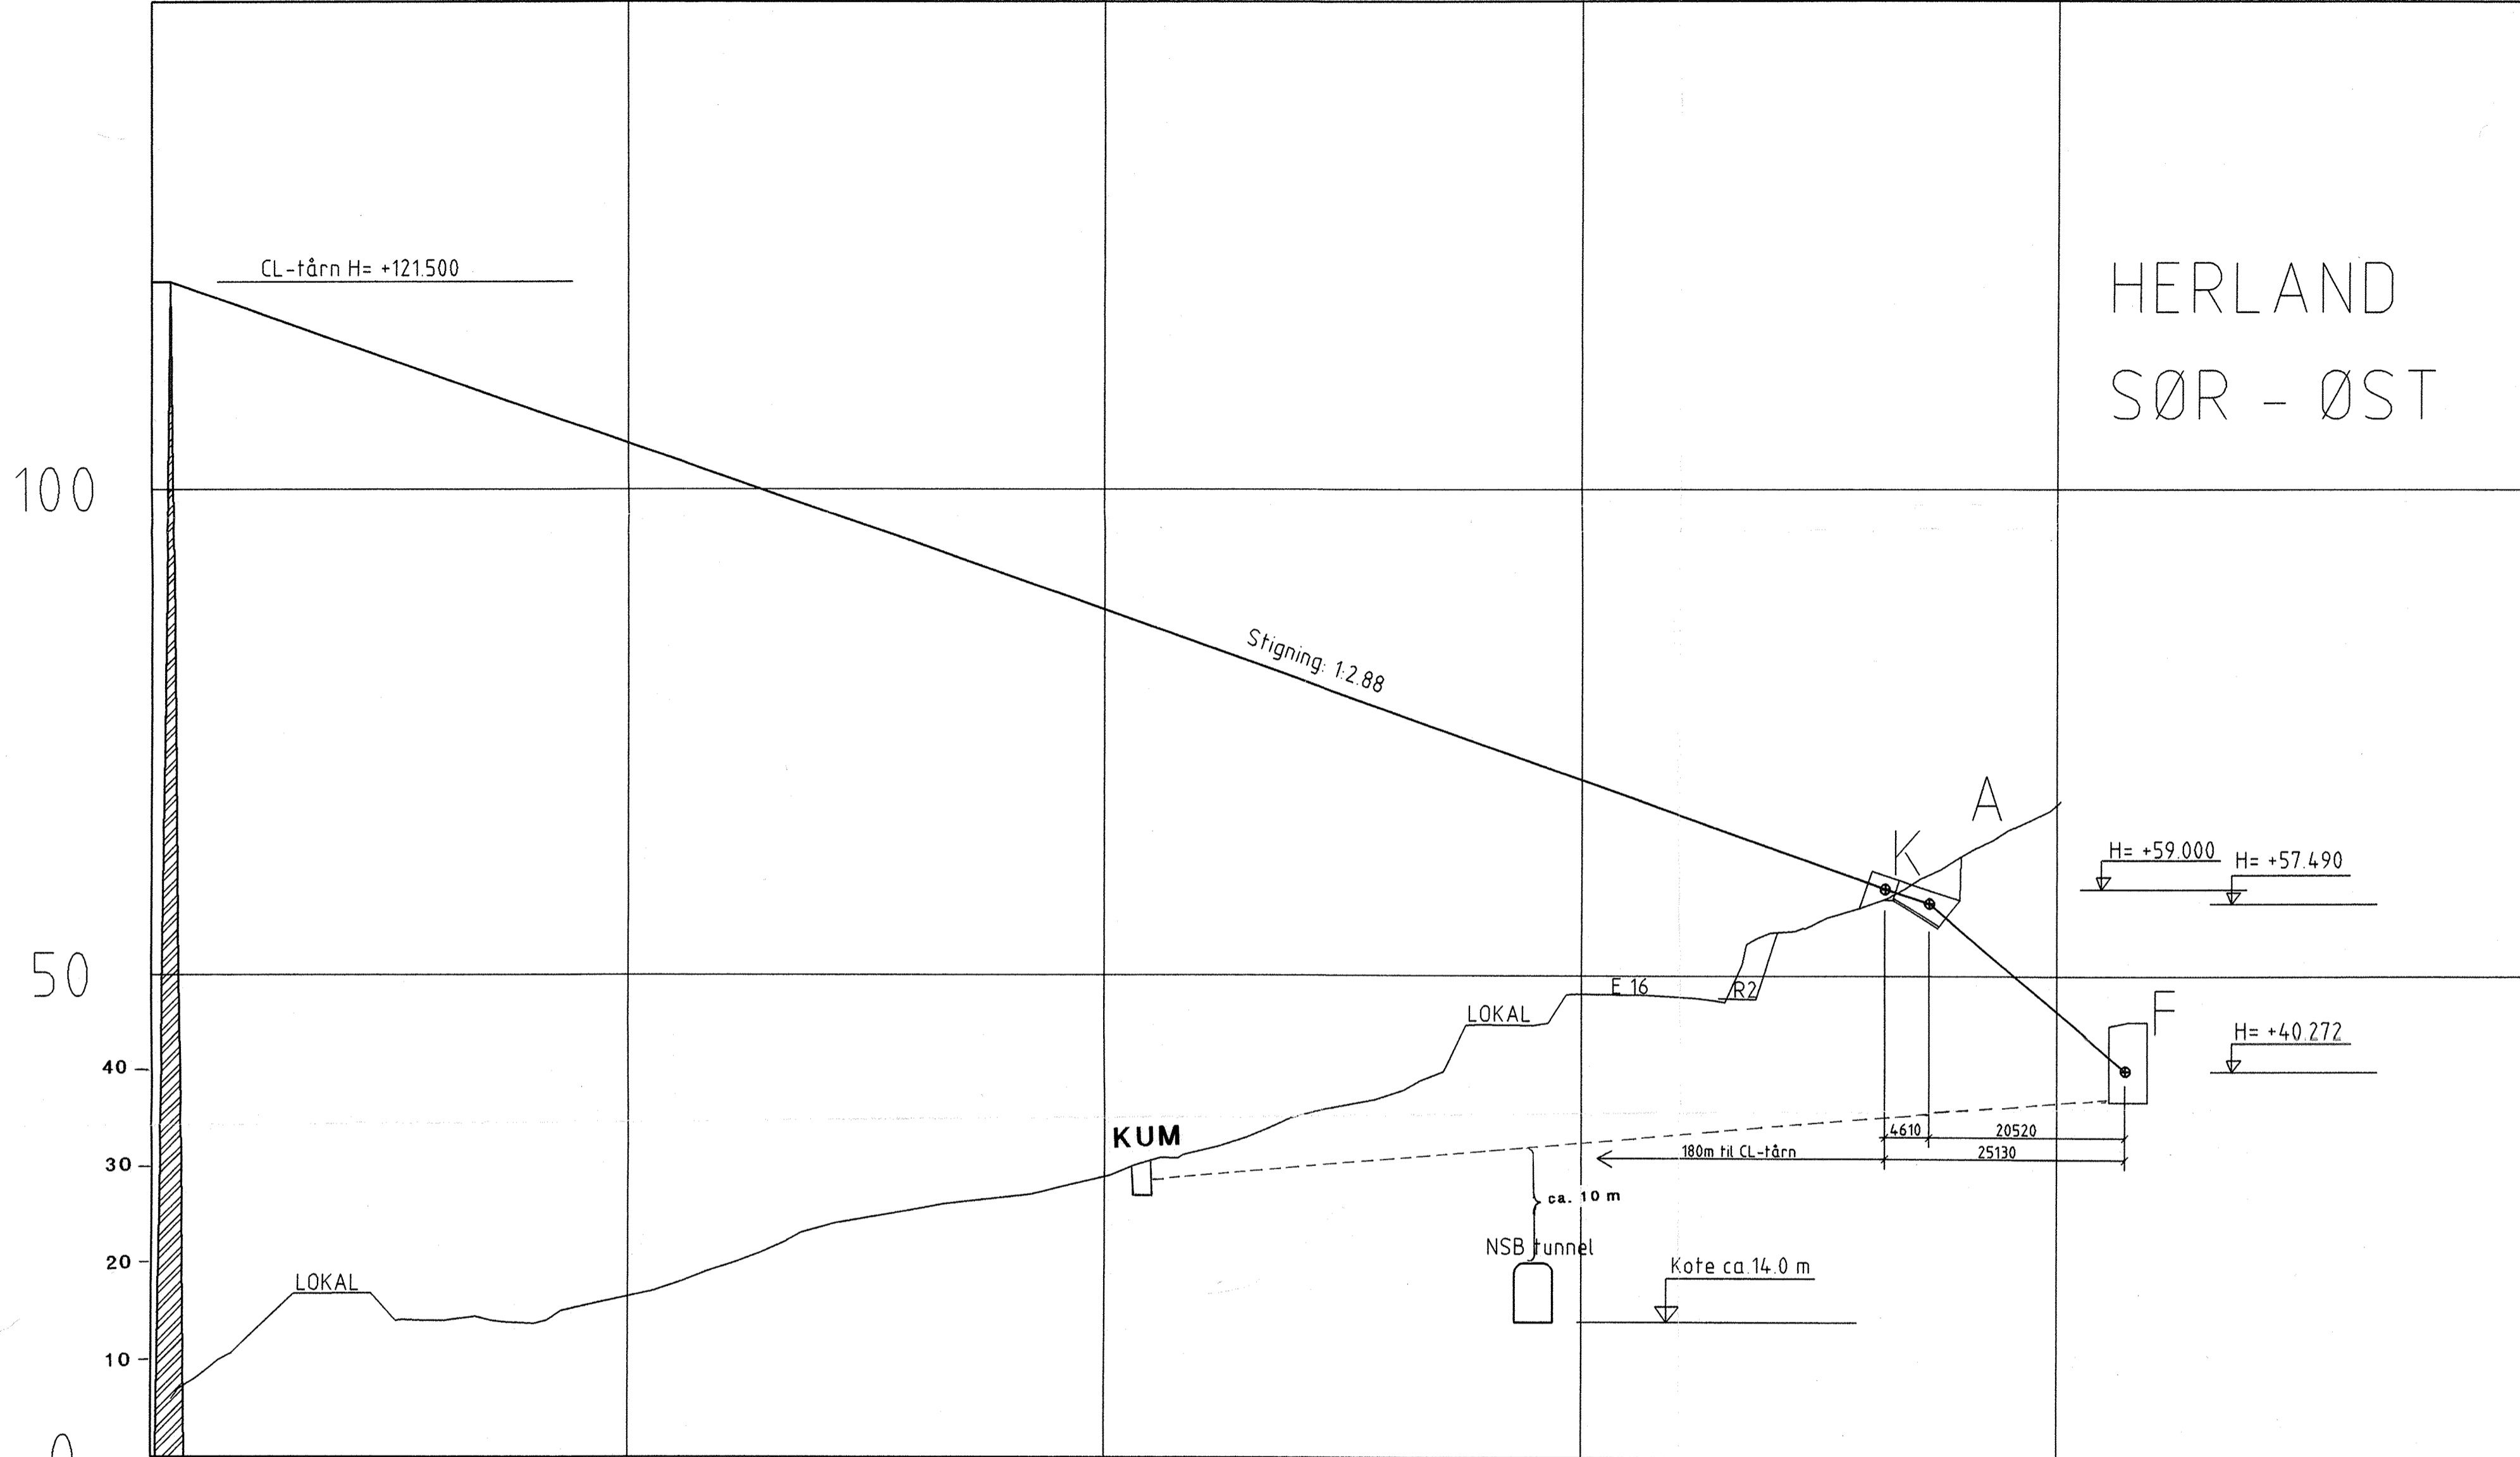 CL-tårn H= +121.500
HERLAND
SØR - ØST
100
Stigning: 1:2.88
A
K
H= +59.000
H= +57.490
50
E 16
R2
LOKAL
F
H= +40.272
40
KUM
4610
20520
180m til CL-tårn
25130
30
ca. 10 m
NSB tunnel
20
Kote ca.14.0 m
LOKAL
10
0